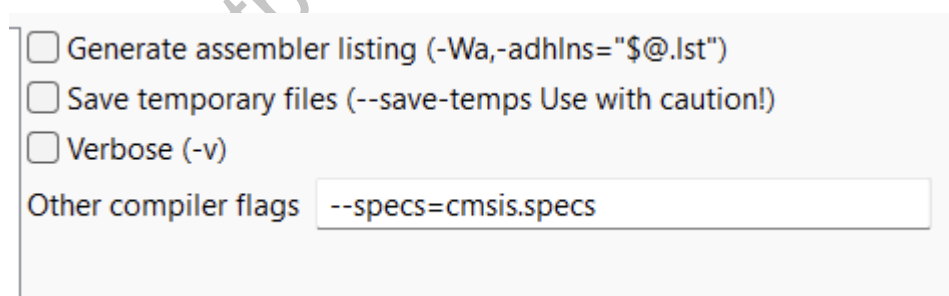 Generate assembler listing (-Wa,-adhlns="$@.lst")
Save temporary files (--save-temps Use with caution!)
Verbose (-v)
Other compiler flags --specs=cmsis.specs